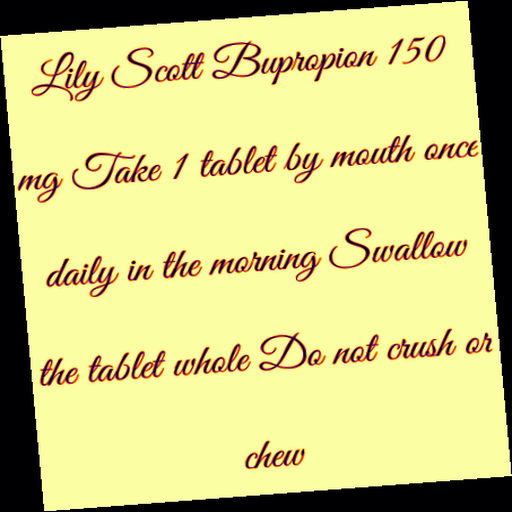 Lily Scott Bupropion 150
mg Take 1 tablet by mouth once
daily in the morning Swallow
the tablet whole Do not crush or
chew